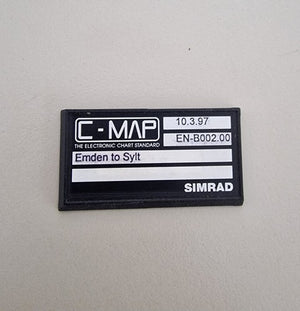 C-MAP
THE ELECTRONIC CHART STANDARD
10.3.97
EN-B002.00
Emden to Sylt
SIMRAD